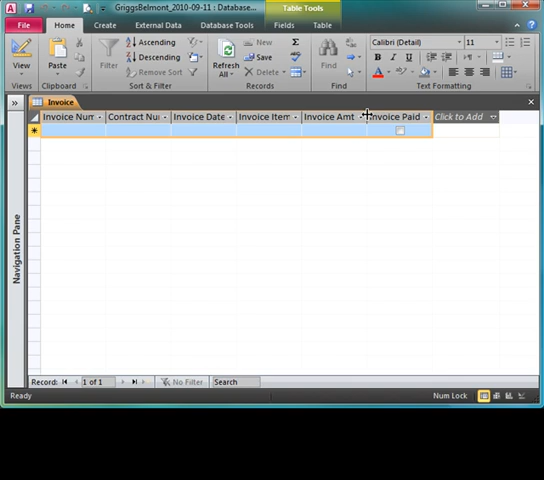 GriggsBelmont_2010-09-11 : Database...
Table Tools
File Home Create External Data Database Tools Fields Table
View
Views
Paste
Clipboard
Filter
Ascending
Descending
Remove Sort
Sort & Filter
Refresh All
New
Save
Delete
Records
Find
Find
Calibri (Detail) 11
B I U
A
Text Formatting
Invoice
Invoice Num Contract Nu Invoice Date Invoice Item Invoice Amt Invoice Paid Click to Add
Navigation Pane
Record: 1 of 1 No Filter Search
Ready Num Lock